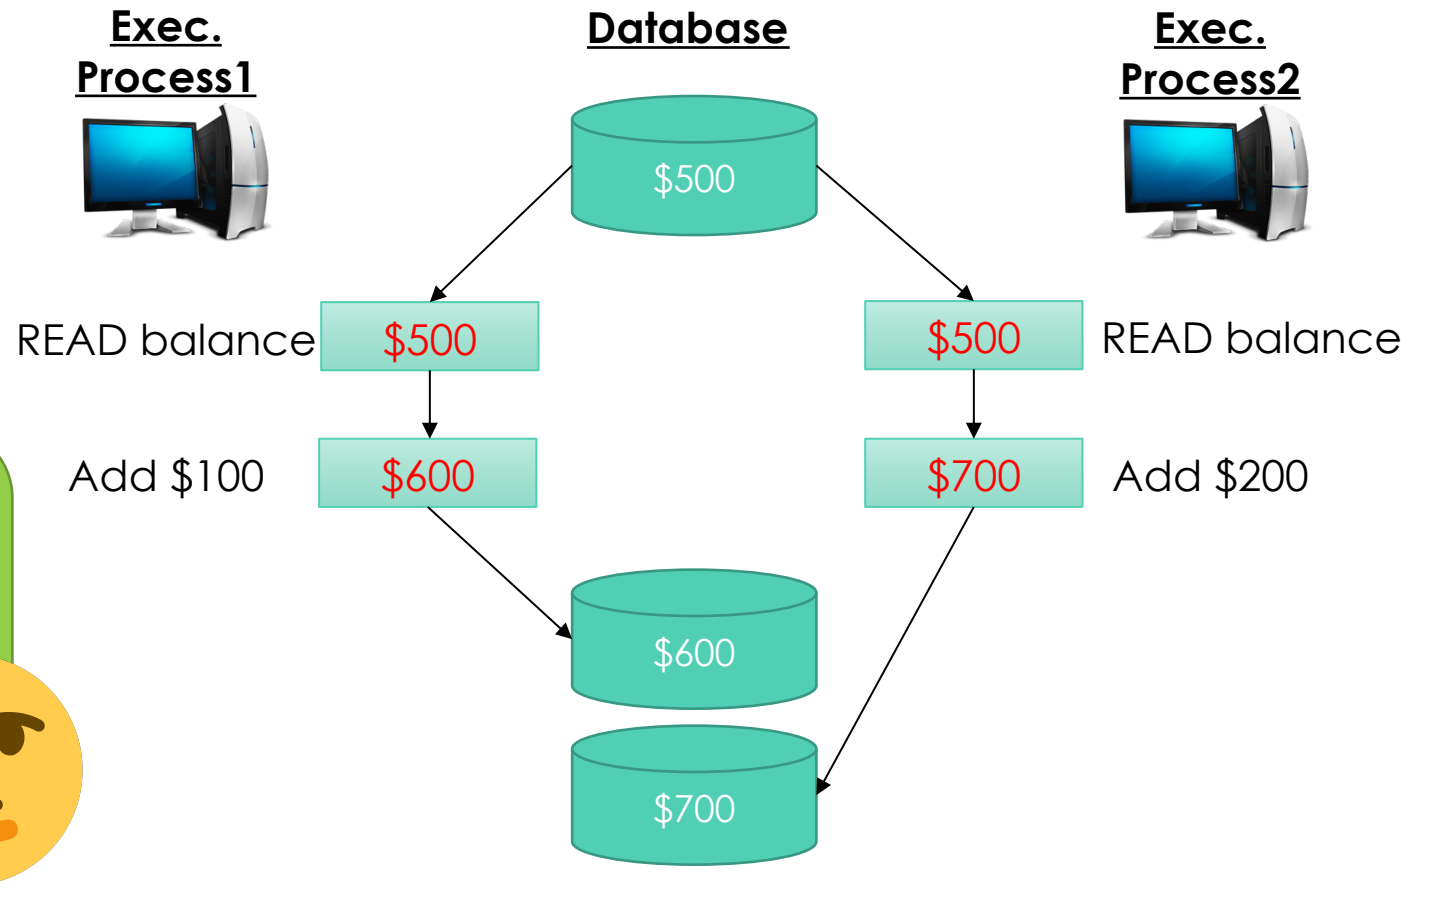 Exec.
Process1
Database
Exec.
Process2
$500
READ balance
$500
$500
READ balance
Add $100
$600
$700
Add $200
$600
$700